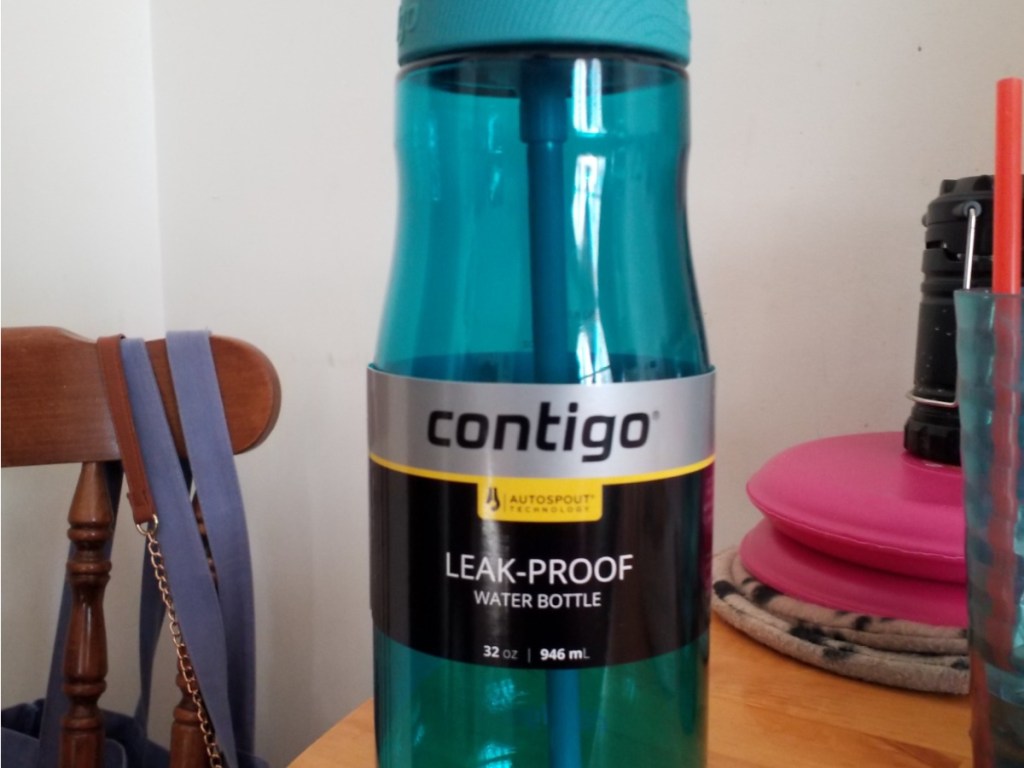 contigo®
AUTOSPOUT®
TECHNOLOGY
LEAK-PROOF
WATER BOTTLE
32 oz | 946 mL